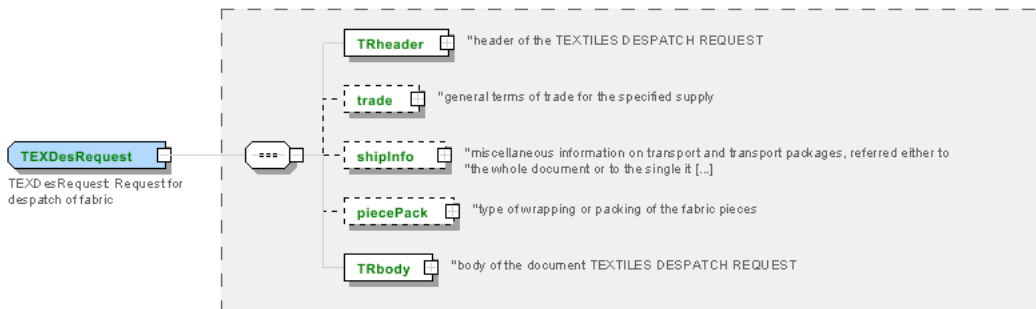 TRheader
"header of the TEXTILES DESPATCH REQUEST
trade
"general terms of trade for the specified supply
TEXDesRequest
TEXDesRequest: Request for
despatch of fabric
shipInfo
"miscellaneous information on transport and transport packages, referred either to
"the whole document or to the single it [...]
piecePack
"type of wrapping or packing of the fabric pieces
TRbody
"body of the document TEXTILES DESPATCH REQUEST